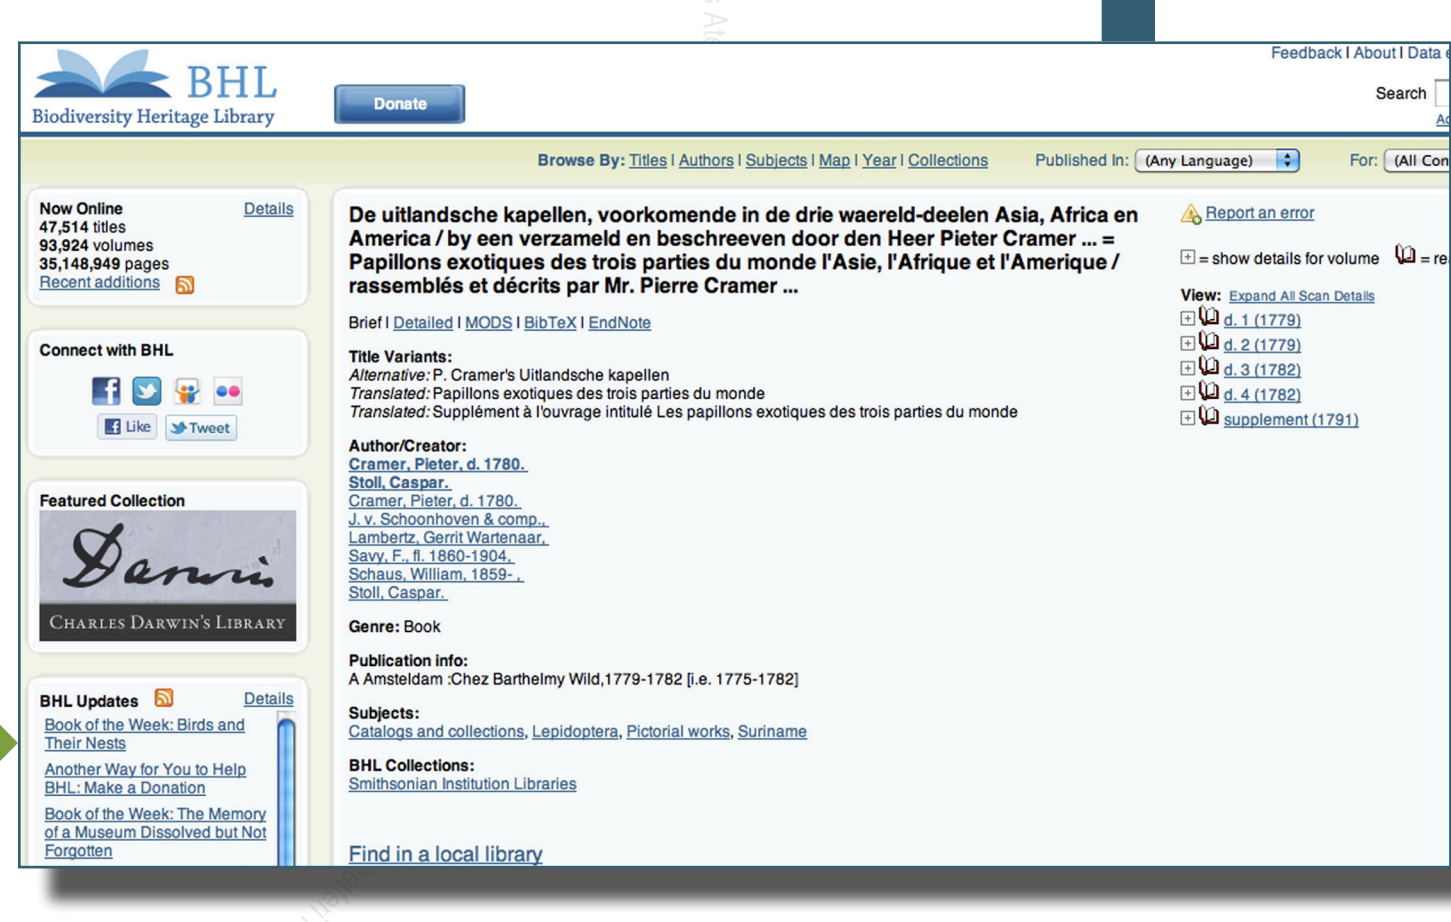 BHL
Biodiversity Heritage Library
Donate
Feedback | About | Data
Search
Browse By: Titles | Authors | Subjects | Map | Year | Collections
Published In: (Any Language)
For: (All Con
Now Online Details
47,514 titles
93,924 volumes
35,148,949 pages
Recent additions
Connect with BHL
Like Tweet
Featured Collection
Darwin
CHARLES DARWIN'S LIBRARY
BHL Updates Details
Book of the Week: Birds and
Their Nests
Another Way for You to Help
BHL: Make a Donation
Book of the Week: The Memory
of a Museum Dissolved but Not
Forgotten
De uitlandsche kapellen, voorkomende in de drie waereld-deelen Asia, Africa en
America / by een verzameld en beschreeven door den Heer Pieter Cramer ... =
Papillons exotiques des trois parties du monde l'Asie, l'Afrique et l'Amerique /
rassemblés et décrits par Mr. Pierre Cramer ...
Brief | Detailed | MODS | BibTeX | EndNote
Title Variants:
Alternative: P. Cramer's Uitlandsche kapellen
Translated: Papillons exotiques des trois parties du monde
Translated: Supplément à l'ouvrage intitulé Les papillons exotiques des trois parties du monde
Author/Creator:
Cramer, Pieter, d. 1780.
Stoll, Caspar.
Cramer, Pieter, d. 1780.
J. v. Schoonhoven & comp.,
Lambertz, Gerrit Wartenaar,
Savy, F., fl. 1860-1904,
Schaus, William, 1859- ,
Stoll, Caspar.
Genre: Book
Publication info:
A Amsteldam :Chez Barthelmy Wild,1779-1782 [i.e. 1775-1782]
Subjects:
Catalogs and collections, Lepidoptera, Pictorial works, Suriname
BHL Collections:
Smithsonian Institution Libraries
Find in a local library
Report an error
= show details for volume = re
View: Expand All Scan Details
d. 1 (1779)
d. 2 (1779)
d. 3 (1782)
d. 4 (1782)
supplement (1791)